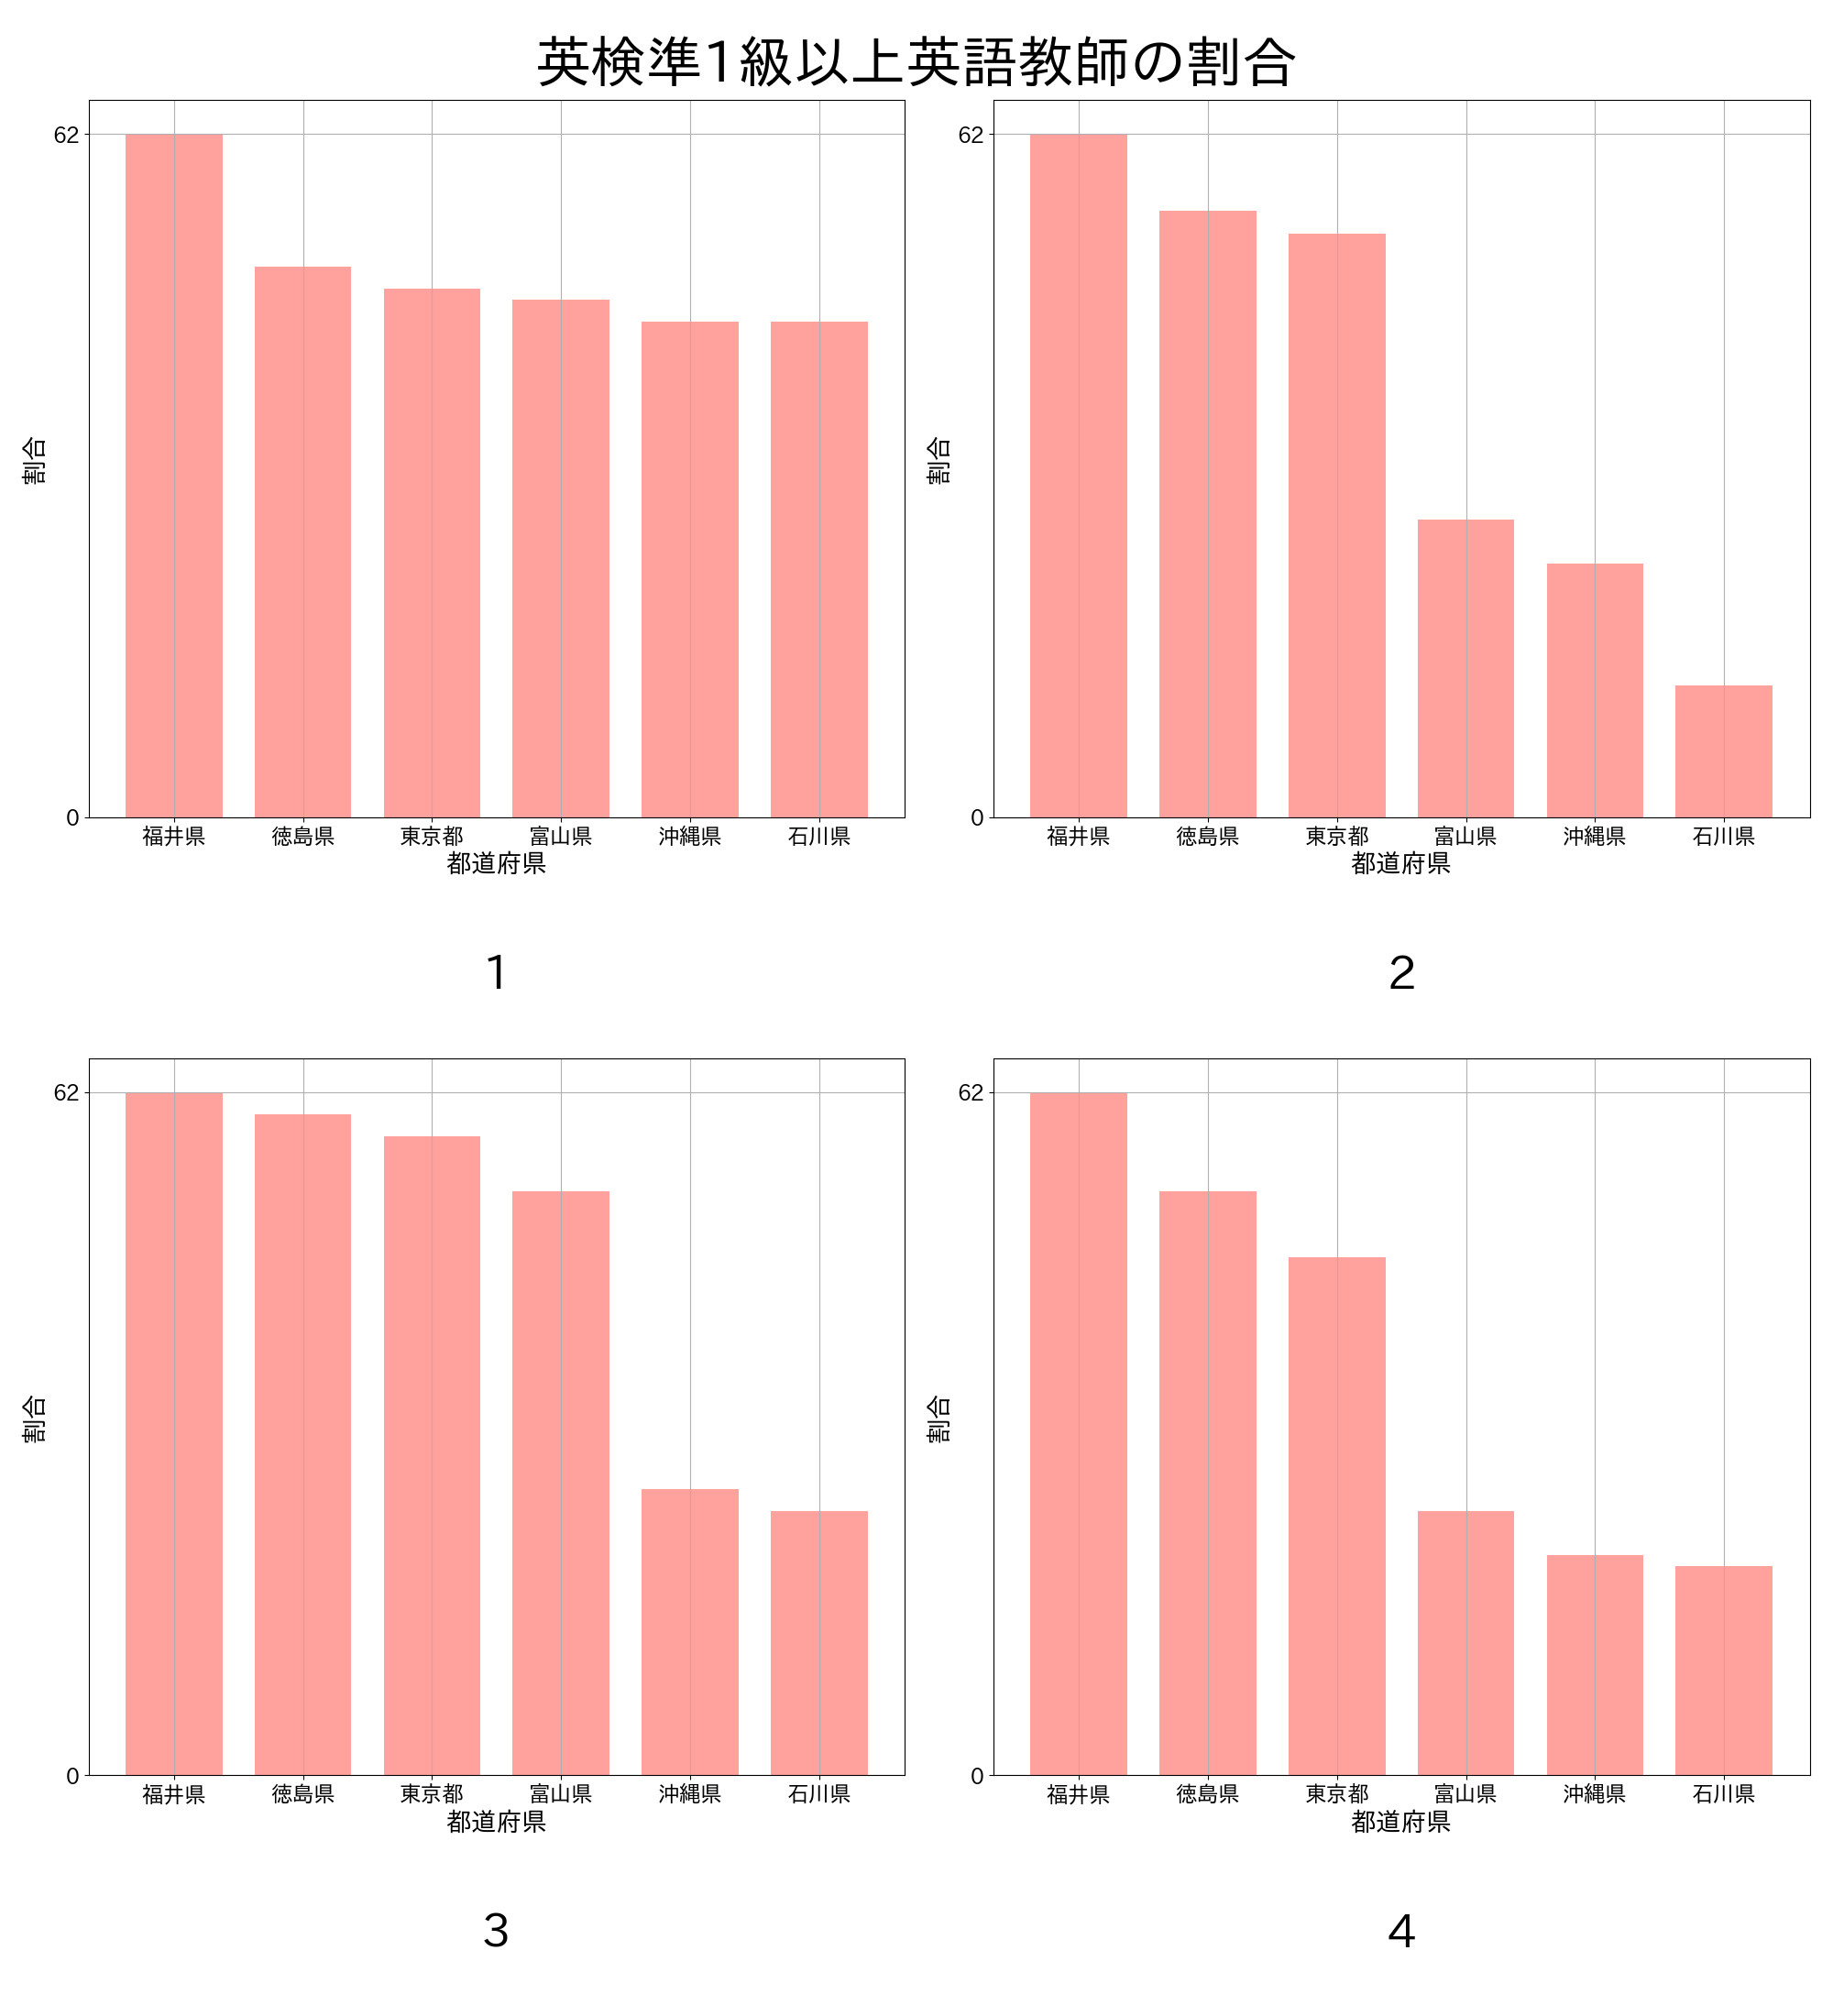 英検準1級以上英語教師の割合
62
0
割合
福井県 徳島県 東京都 富山県 沖縄県 石川県
都道府県
1
62
0
割合
福井県 徳島県 東京都 富山県 沖縄県 石川県
都道府県
2
62
0
割合
福井県 徳島県 東京都 富山県 沖縄県 石川県
都道府県
3
62
0
割合
福井県 徳島県 東京都 富山県 沖縄県 石川県
都道府県
4